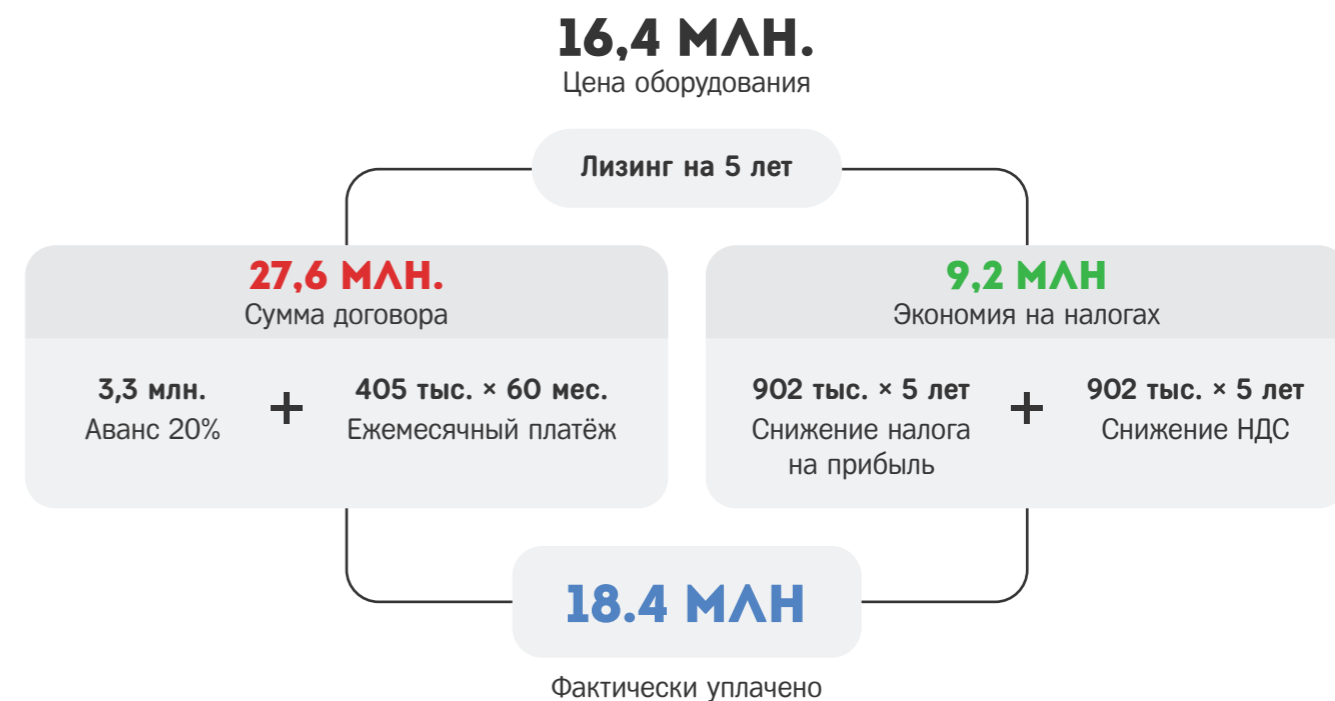 16,4 МЛН.
Цена оборудования
Лизинг на 5 лет
27,6 МЛН.
Сумма договора
3,3 млн.
Аванс 20%
+
405 тыс. × 60 мес.
Ежемесячный платёж
9,2 МЛН
Экономия на налогах
902 тыс. × 5 лет
Снижение налога
на прибыль
+
902 тыс. × 5 лет
Снижение НДС
18.4 МЛН
Фактически уплачено